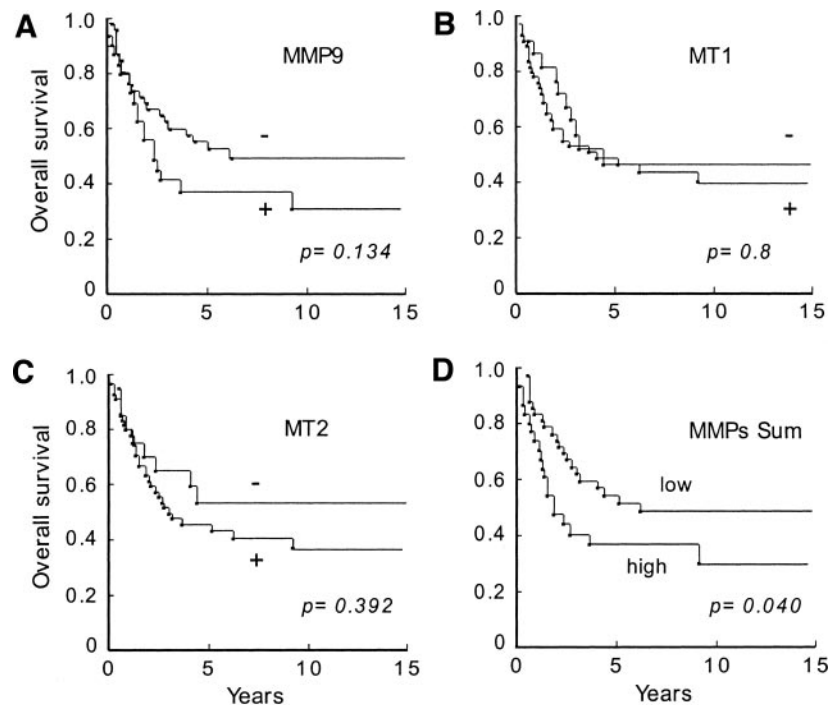 A
MMP9
Overall survival
1.0
0.8
0.6
0.4
0.2
0
-
+
p= 0.134
0 5 10 15
B
MT1
1.0
0.8
0.6
0.4
0.2
0
-
+
p= 0.8
0 5 10 15
C
MT2
Overall survival
1.0
0.8
0.6
0.4
0.2
0
-
+
p= 0.392
0 5 10 15
Years
D
MMPs Sum
1.0
0.8
0.6
0.4
0.2
0
low
high
p= 0.040
0 5 10 15
Years